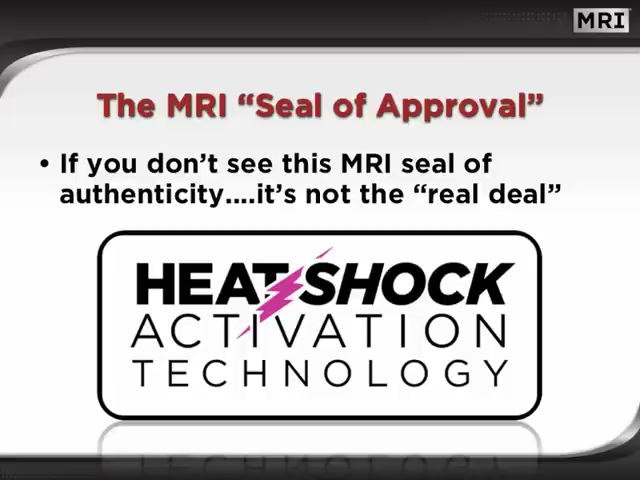 MRI
The MRI “Seal of Approval”
• If you don’t see this MRI seal of
authenticity....it’s not the “real deal”
HEAT SHOCK
ACTIVATION
TECHNOLOGY